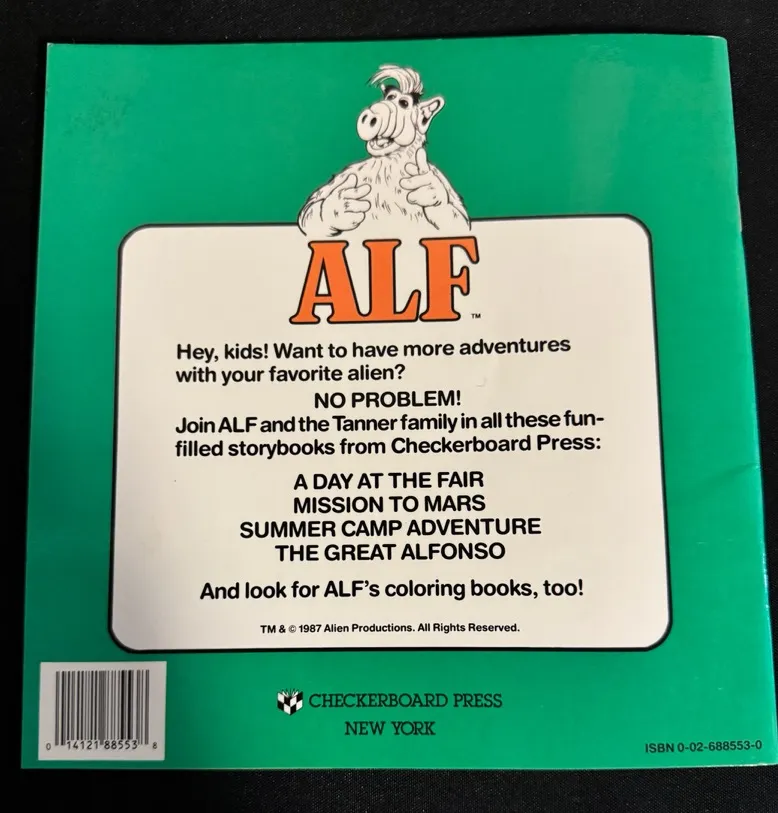 ALF
™
Hey, kids! Want to have more adventures
with your favorite alien?
NO PROBLEM!
Join ALF and the Tanner family in all these fun-
filled storybooks from Checkerboard Press:
A DAY AT THE FAIR
MISSION TO MARS
SUMMER CAMP ADVENTURE
THE GREAT ALFONSO
And look for ALF's coloring books, too!
TM & © 1987 Alien Productions. All Rights Reserved.
CHECKERBOARD PRESS
NEW YORK
0 14121 88553 8
ISBN 0-02-688553-0